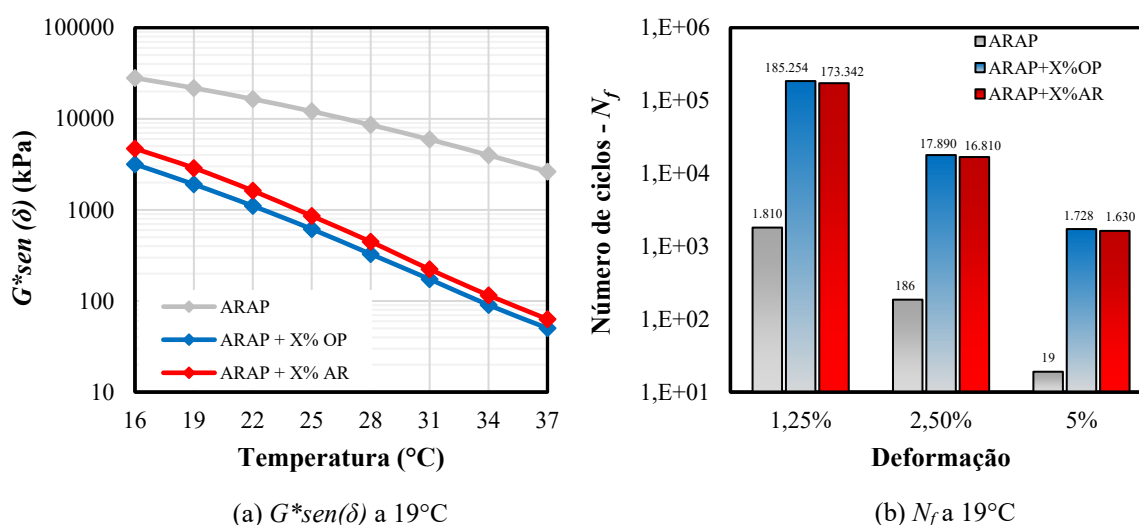 100000
10000
1000
100
10
G*sen (δ) (kPa)
ARAP
ARAP + X% OP
ARAP + X% AR
16 19 22 25 28 31 34 37
Temperatura (°C)
(a) G*sen(δ) a 19°C
1,E+06
1,E+05
1,E+04
1,E+03
1,E+02
1,E+01
Número de ciclos - Nf
ARAP
ARAP+X%OP
ARAP+X%AR
1.810
185.254
173.342
186
17.890
16.810
19
1.728
1.630
1,25% 2,50% 5%
Deformação
(b) Nf a 19°C